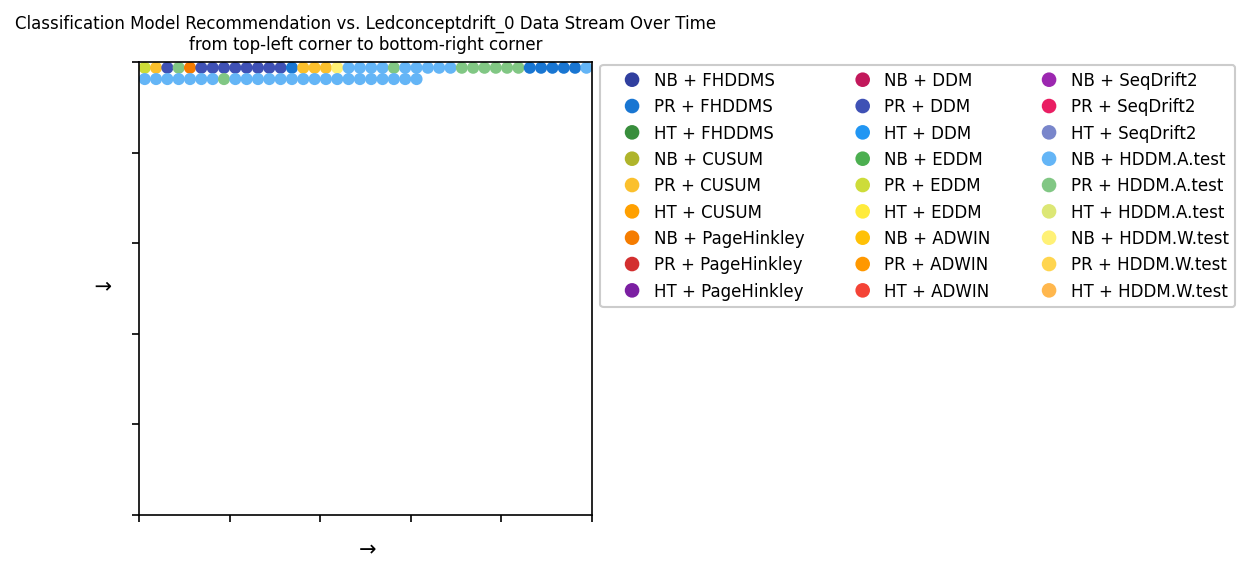 Classification Model Recommendation vs. Ledconceptdrift_0 Data Stream Over Time
from top-left corner to bottom-right corner
→
→
NB + FHDDMS
PR + FHDDMS
HT + FHDDMS
NB + CUSUM
PR + CUSUM
HT + CUSUM
NB + PageHinkley
PR + PageHinkley
HT + PageHinkley
NB + DDM
PR + DDM
HT + DDM
NB + EDDM
PR + EDDM
HT + EDDM
NB + ADWIN
PR + ADWIN
HT + ADWIN
NB + SeqDrift2
PR + SeqDrift2
HT + SeqDrift2
NB + HDDM.A.test
PR + HDDM.A.test
HT + HDDM.A.test
NB + HDDM.W.test
PR + HDDM.W.test
HT + HDDM.W.test